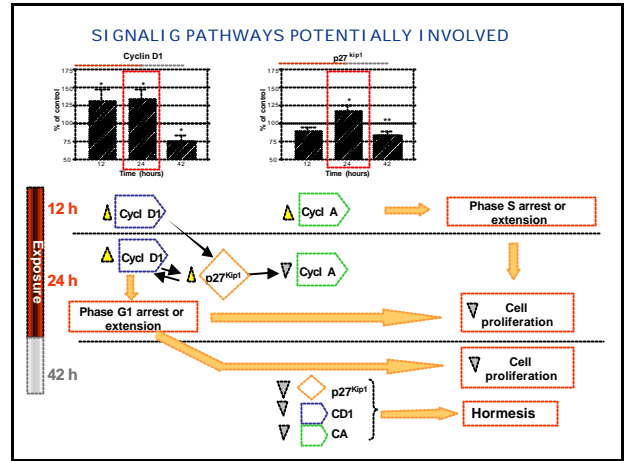 SIGNALIG PATHWAYS POTENTIALLY INVOLVED
Cyclin D1
% of control
175
150
125
100
75
50
*
*
*
12
24
42
Time (hours)
p27 kip1
% of control
175
150
125
100
75
50
*
**
12
24
42
Time (hours)
Exposure
12 h
Cycl D1
Cycl A
Phase S arrest or
extension
24 h
Cycl D1
p27Kip1
Cycl A
Phase G1 arrest or
extension
Cell
proliferation
42 h
Cell
proliferation
p27Kip1
CD1
CA
Hormesis